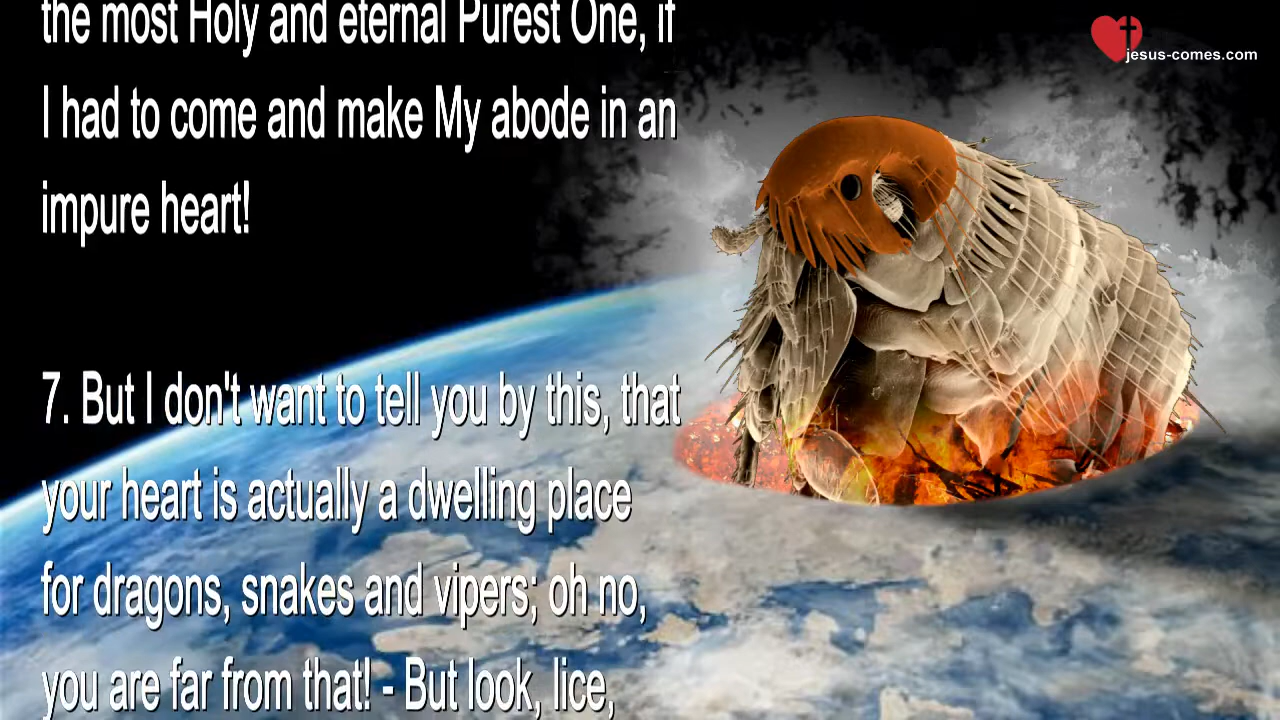 the most Holy and eternal Purest One, if
I had to come and make My abode in an
impure heart!
7. But I don't want to tell you by this, that
your heart is actually a dwelling place
for dragons, snakes and vipers; oh no,
you are far from that! - But look, lice,
jesus-comes.com